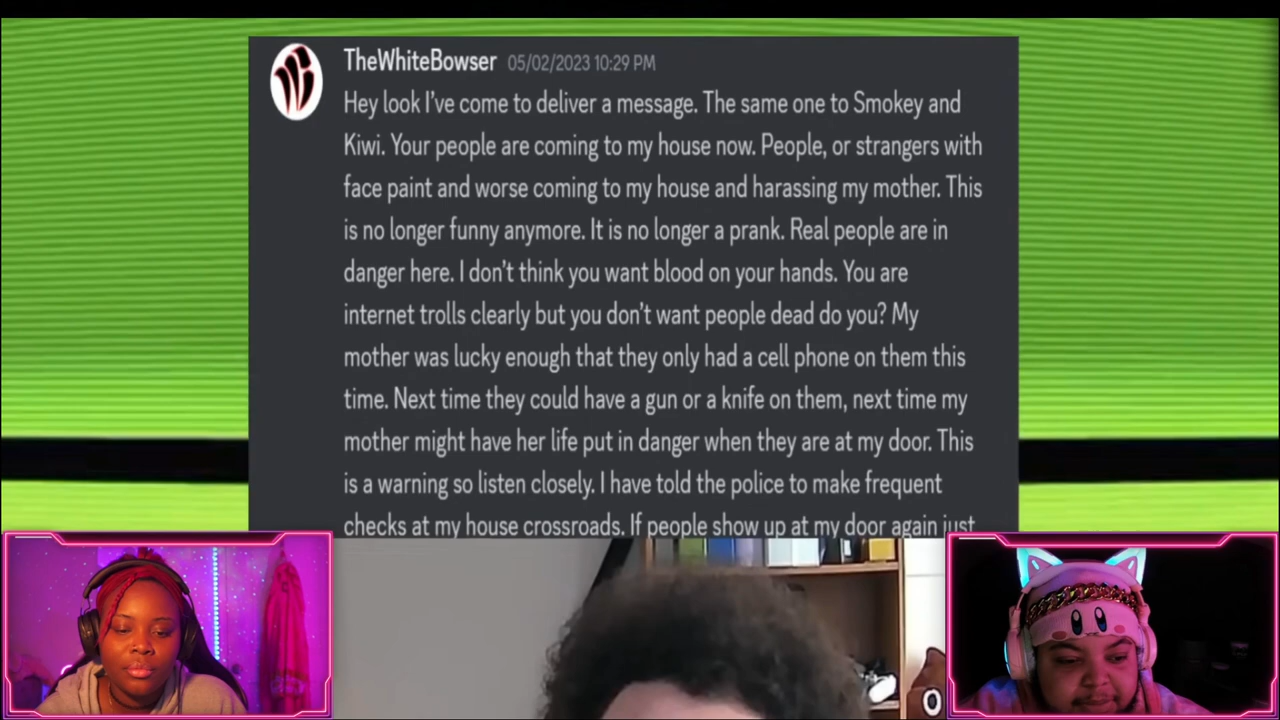 TheWhiteBowser 05/02/2023 10:29 PM
Hey look I've come to deliver a message. The same one to Smokey and
Kiwi. Your people are coming to my house now. People, or strangers with
face paint and worse coming to my house and harassing my mother. This
is no longer funny anymore. It is no longer a prank. Real people are in
danger here. I don't think you want blood on your hands. You are
internet trolls clearly but you don't want people dead do you? My
mother was lucky enough that they only had a cell phone on them this
time. Next time they could have a gun or a knife on them, next time my
mother might have her life put in danger when they are at my door. This
is a warning so listen closely. I have told the police to make frequent
checks at my house crossroads. If people show up at my door again just